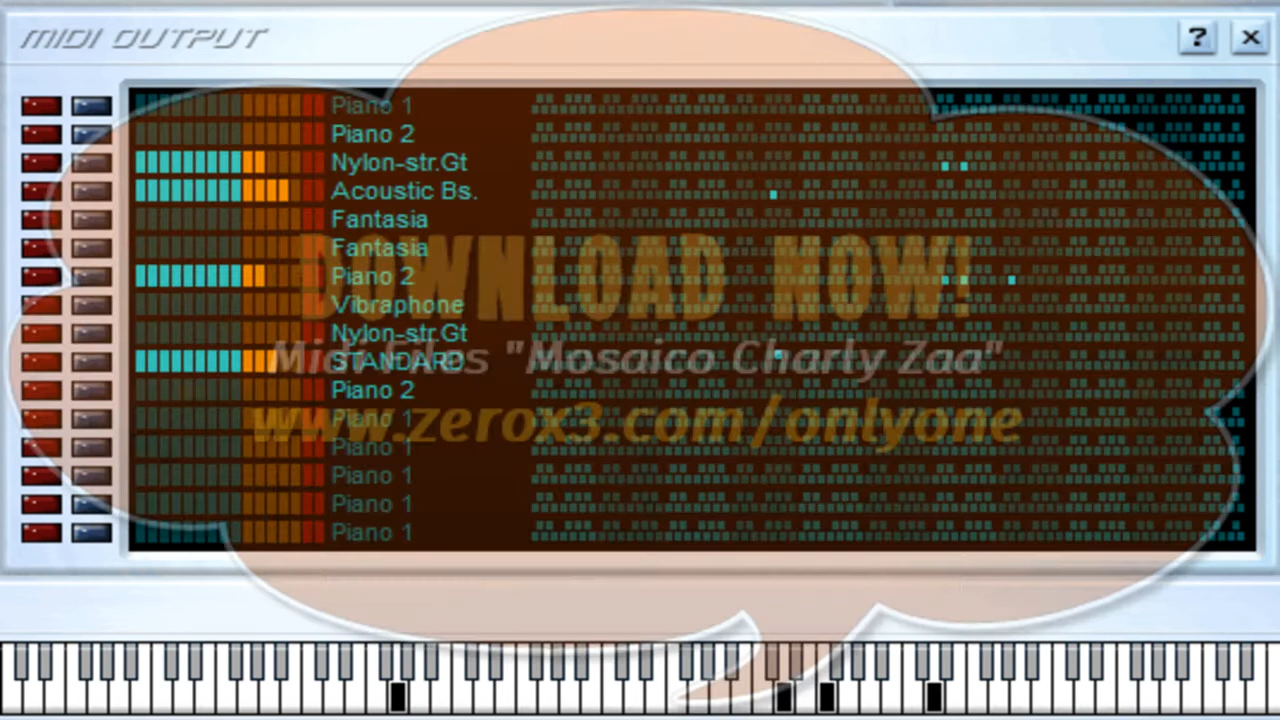 MIDI OUTPUT
? ×
Piano 1
Piano 2
Nylon-str.Gt
Acoustic Bs.
Fantasia
Fantasia
DOWNLOAD NOW!
Piano 2
Vibraphone
Nylon-str.Gt
STANDARD
Midi Files "Mosaico Charly Zaa"
Piano 2
Piano 1
www.zerox3.com/onlyone
Piano 1
Piano 1
Piano 1
Piano 1